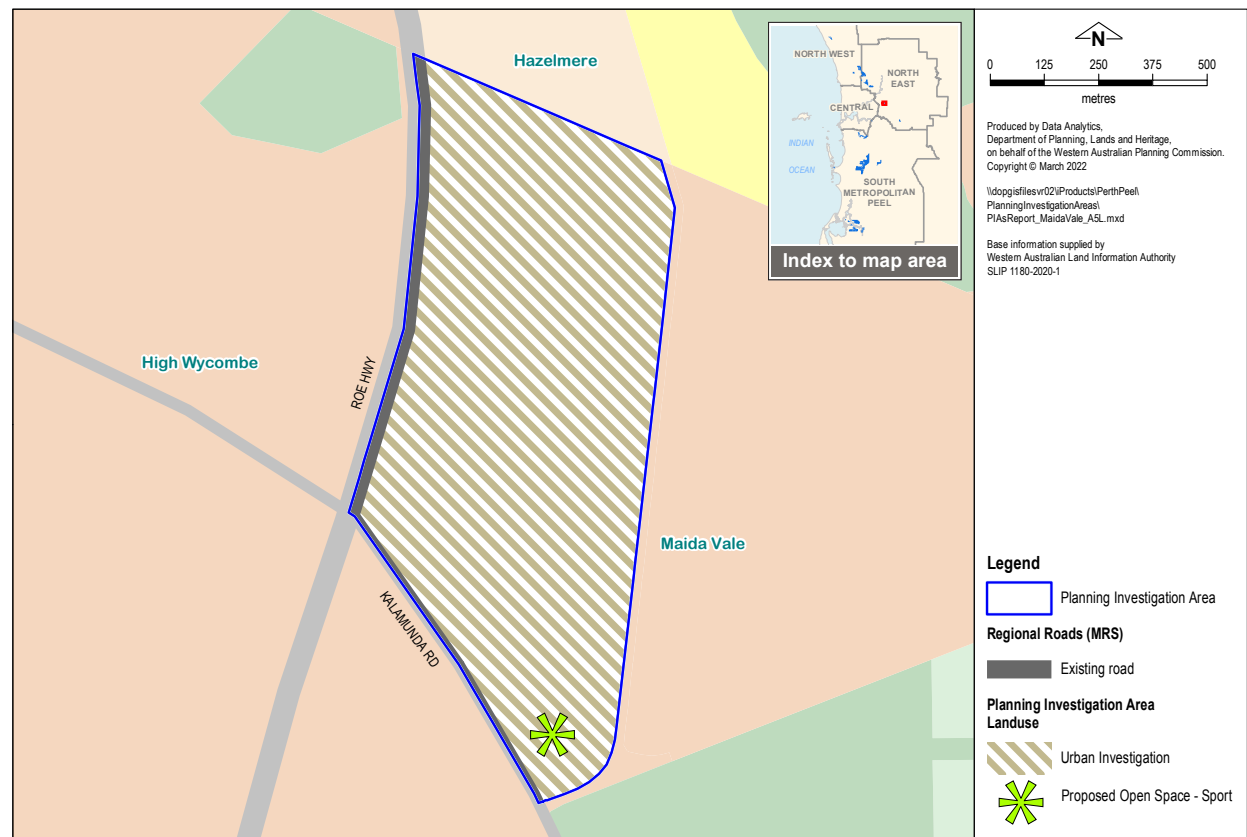 Hazelmere
High Wycombe
ROE HWY
Maida Vale
KALAMUNDA RD
NORTH WEST
NORTH
EAST
CENTRAL
INDIAN
OCEAN
SOUTH
METROPOLITAN
PEEL
Index to map area
N
0 125 250 375 500
metres
Produced by Data Analytics,
Department of Planning, Lands and Heritage,
on behalf of the Western Australian Planning Commission.
Copyright © March 2022
\\dopgisfilesvr02\iProducts\PerthPeel\
PlanningInvestigationAreas\
PIAsReport_MaidaVale_A5L.mxd
Base information supplied by
Western Australian Land Information Authority
SLIP 1180-2020-1
Legend
Planning Investigation Area
Regional Roads (MRS)
Existing road
Planning Investigation Area
Landuse
Urban Investigation
Proposed Open Space - Sport